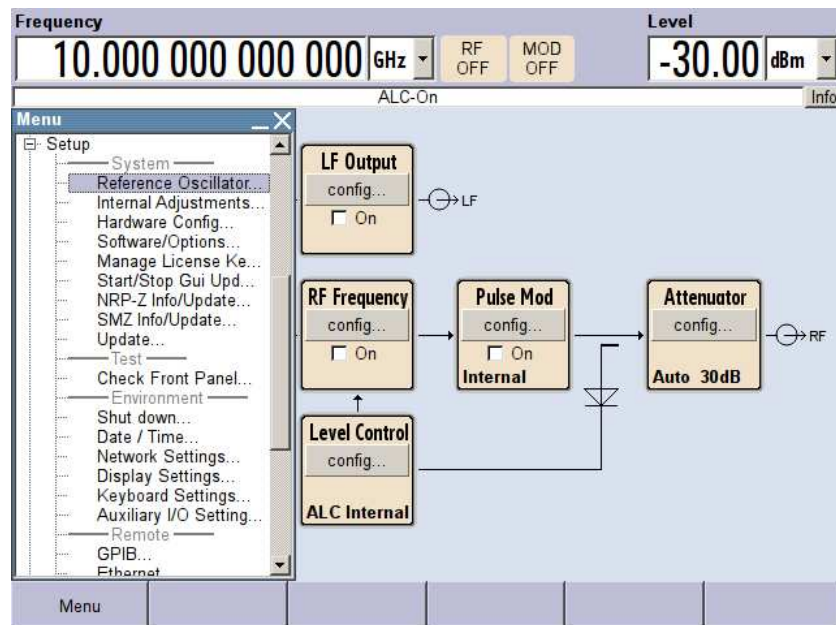 Frequency
Level
10.000 000 000 000 GHz
RF OFF
MOD OFF
-30.00 dBm
ALC-On
Info
Menu
Setup
System
Reference Oscillator...
Internal Adjustments...
Hardware Config...
Software/Options...
Manage License Ke...
Start/Stop Gui Upd...
NRP-Z Info/Update...
SMZ Info/Update...
Update...
Test
Check Front Panel...
Environment
Shut down...
Date / Time...
Network Settings...
Display Settings...
Keyboard Settings...
Auxiliary I/O Setting...
Remote
GPIB...
Ethernet
LF Output
config...
On
LF
RF Frequency
config...
On
Pulse Mod
config...
On
Internal
Attenuator
config...
Auto 30dB
RF
Level Control
config...
ALC Internal
Menu